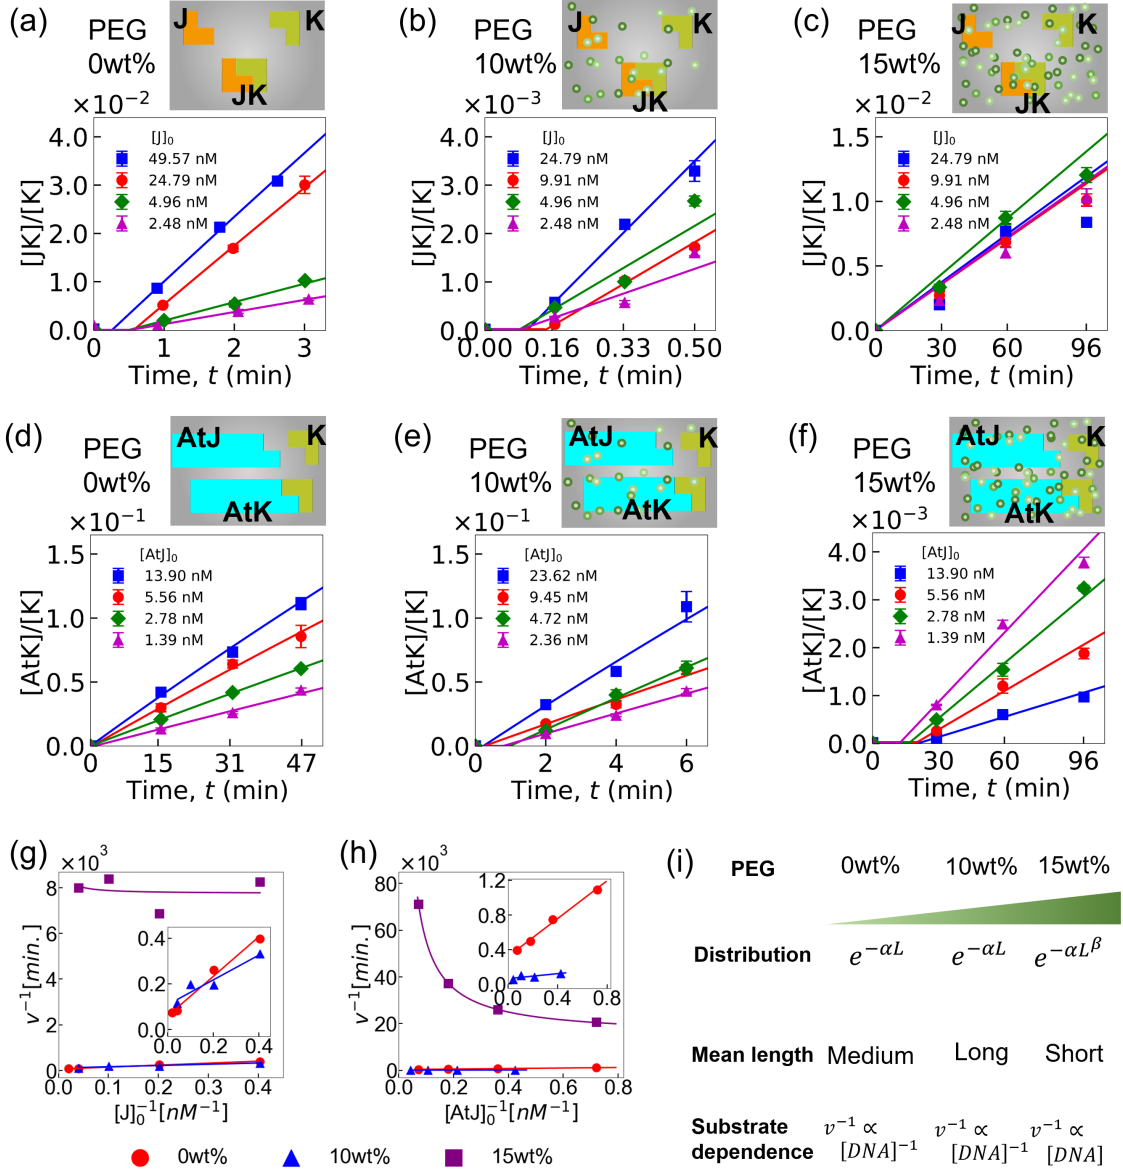 (a)
PEG
0wt%
J
K
JK
×10⁻²
[J]₀
49.57 nM
24.79 nM
4.96 nM
2.48 nM
4.0
3.0
2.0
1.0
0.0
[JK]/[K]
0 1 2 3
Time, t (min)
(b)
PEG
10wt%
J
K
JK
×10⁻³
[J]₀
24.79 nM
9.91 nM
4.96 nM
2.48 nM
4.0
3.0
2.0
1.0
0.0
[JK]/[K]
0.00 0.16 0.33 0.50
Time, t (min)
(c)
PEG
15wt%
J
K
JK
×10⁻²
[J]₀
24.79 nM
9.91 nM
4.96 nM
2.48 nM
1.5
1.0
0.5
0.0
[JK]/[K]
0 30 60 96
Time, t (min)
(d)
PEG
0wt%
AtJ
K
AtK
×10⁻¹
[AtJ]₀
13.90 nM
5.56 nM
2.78 nM
1.39 nM
1.5
1.0
0.5
0.0
[AtK]/[K]
0 15 31 47
Time, t (min)
(e)
PEG
10wt%
AtJ
K
AtK
×10⁻¹
[AtJ]₀
23.62 nM
9.45 nM
4.72 nM
2.36 nM
1.5
1.0
0.5
0.0
[AtK]/[K]
0 2 4 6
Time, t (min)
(f)
PEG
15wt%
AtJ
K
AtK
×10⁻³
[AtJ]₀
13.90 nM
5.56 nM
2.78 nM
1.39 nM
4.0
3.0
2.0
1.0
0.0
[AtK]/[K]
0 30 60 96
Time, t (min)
(g)
×10³
8
6
4
2
0
v⁻¹[min.]
0.4
0.2
0.0
0.0 0.2 0.4
0.0 0.1 0.2 0.3 0.4
[J]₀⁻¹[nM⁻¹]
(h)
×10³
80
60
40
20
0
v⁻¹[min.]
1.2
0.8
0.4
0.0
0.0 0.4 0.8
0.0 0.2 0.4 0.6 0.8
[AtJ]₀⁻¹[nM⁻¹]
0wt% 10wt% 15wt%
(i)
PEG 0wt% 10wt% 15wt%
Distribution e^{−αL} e^{−αL} e^{−αL^β}
Mean length Medium Long Short
Substrate v⁻¹ ∝ v⁻¹ ∝ v⁻¹ ∝
dependence [DNA]⁻¹ [DNA]⁻¹ [DNA]